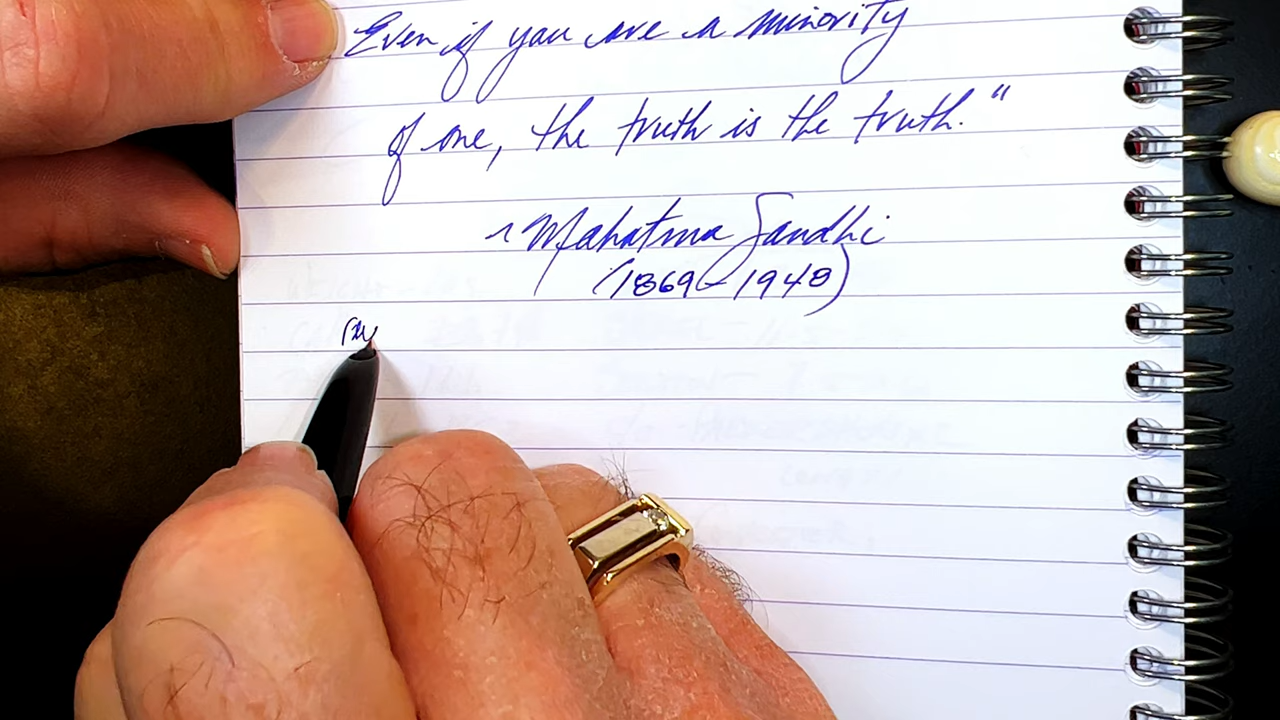 Even if you are a minority
of one, the truth is the truth."
~ Mahatma Gandhi
(1869-1948)